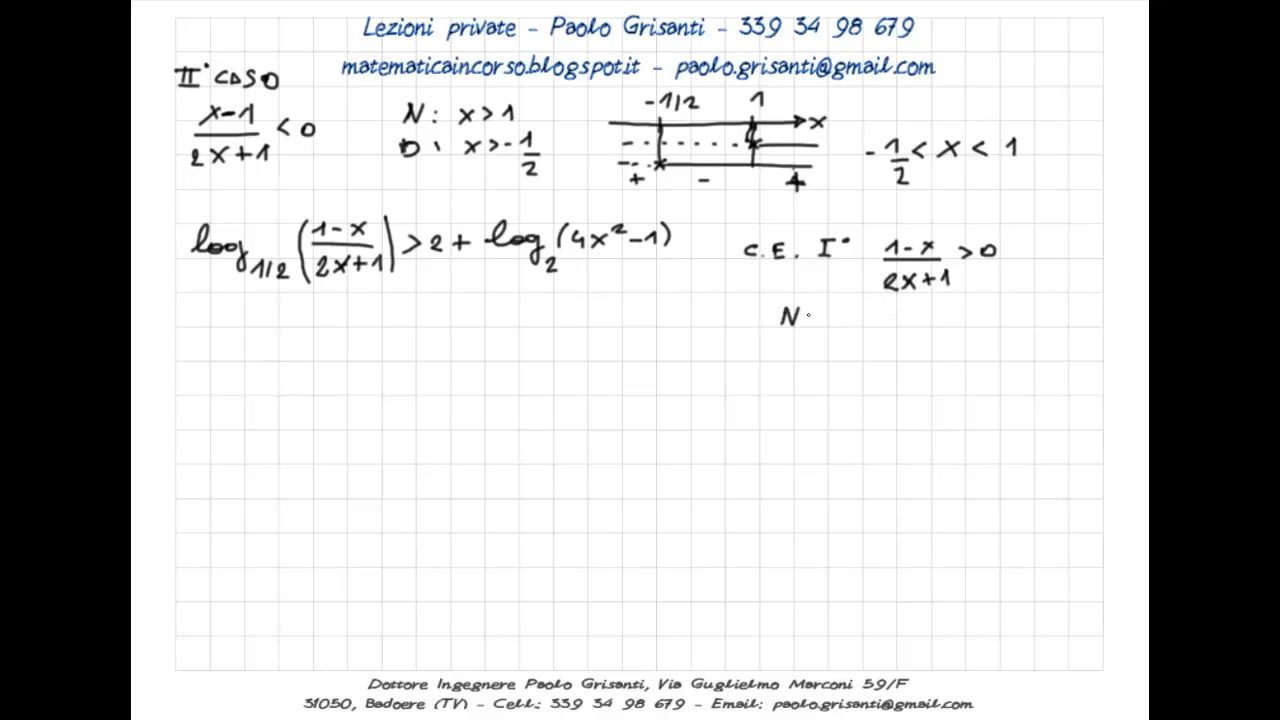 Lezioni private - Paolo Grisanti - 339 34 98 679
matematicaincorso.blogspot.it - paolo.grisanti@gmail.com
II° CASO
x-1/2x+1 < 0 N: x>1 D: x>-1/2 -1/2 1 x -1/2 < x < 1
+ - +
log1/2 (1-x/2x+1) > 2 + log2 (4x²-1) C.E. I° 1-x/2x+1 >0
N
Dottore Ingegnere Paolo Grisanti, Via Guglielmo Marconi 59/F
31050, Badoere (TV) - Cell.: 339 34 98 679 - Email: paolo.grisanti@gmail.com